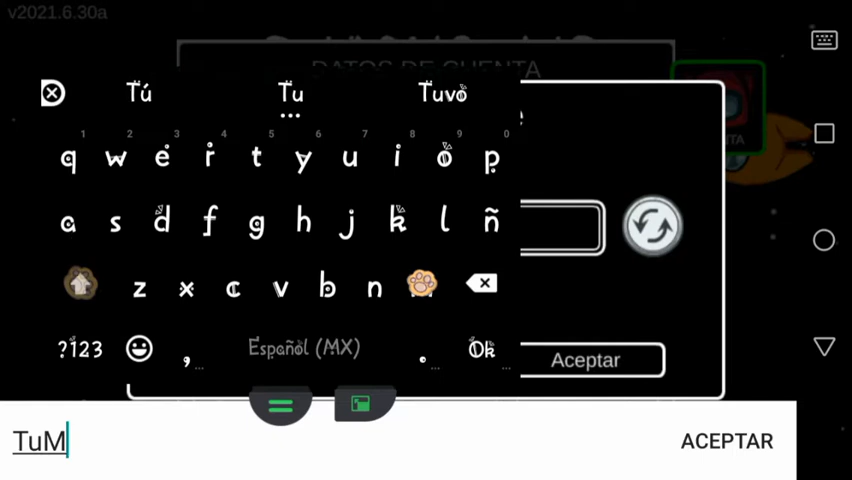 v2021.6.30a
DATOS DE CUENTA
Tú Tu Tuvo
...
1 2 3 4 5 6 7 8 9 0
q w e r t y u i o p
a s d f g h j k l ñ
z x c v b n
?123 , Español (MX) . Ok
Aceptar
TuM
ACEPTAR